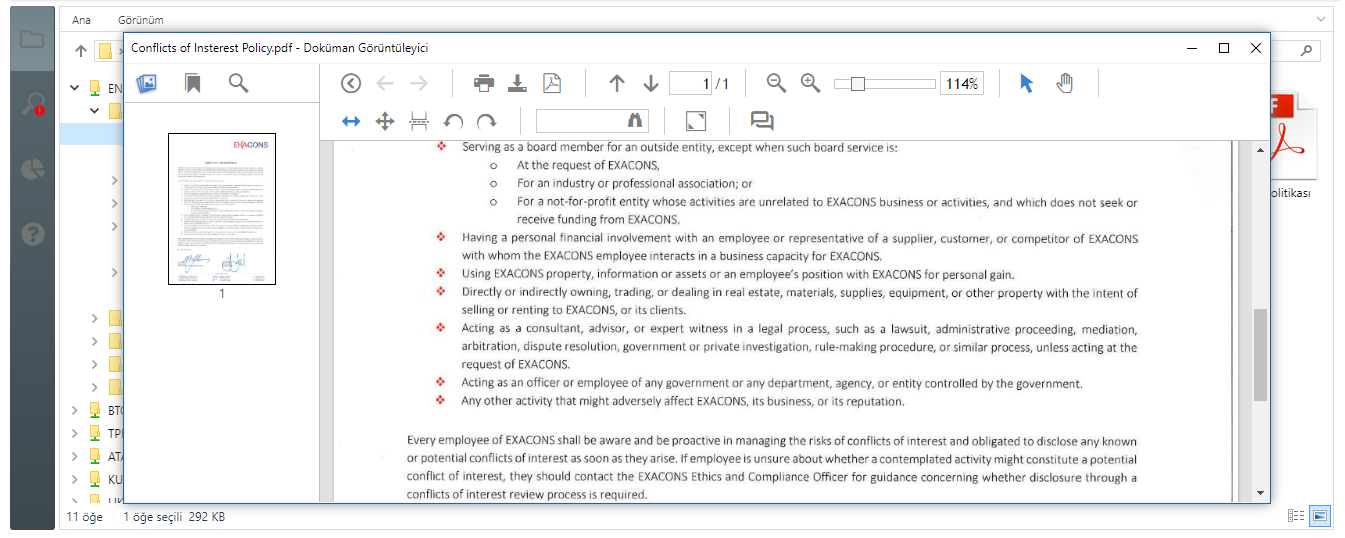 Ana Görünüm
Conflicts of Insterest Policy.pdf - Doküman Görüntüleyici
EN
1 / 1
114%
EXACONS
1
Serving as a board member for an outside entity, except when such board service is:
o At the request of EXACONS,
o For an industry or professional association; or
o For a not-for-profit entity whose activities are unrelated to EXACONS business or activities, and which does not seek or
receive funding from EXACONS.
Having a personal financial involvement with an employee or representative of a supplier, customer, or competitor of EXACONS
with whom the EXACONS employee interacts in a business capacity for EXACONS.
Using EXACONS property, information or assets or an employee's position with EXACONS for personal gain.
Directly or indirectly owning, trading, or dealing in real estate, materials, supplies, equipment, or other property with the intent of
selling or renting to EXACONS, or its clients.
Acting as a consultant, advisor, or expert witness in a legal process, such as a lawsuit, administrative proceeding, mediation,
arbitration, dispute resolution, government or private investigation, rule-making procedure, or similar process, unless acting at the
request of EXACONS.
Acting as an officer or employee of any government or any department, agency, or entity controlled by the government.
Any other activity that might adversely affect EXACONS, its business, or its reputation.
Every employee of EXACONS shall be aware and be proactive in managing the risks of conflicts of interest and obligated to disclose any known
or potential conflicts of interest as soon as they arise. If employee is unsure about whether a contemplated activity might constitute a potential
conflict of interest, they should contact the EXACONS Ethics and Compliance Officer for guidance concerning whether disclosure through a
conflicts of interest review process is required.
olitikası
BTC
TPI
ATA
KU
11 öğe 1 öğe seçili 292 KB